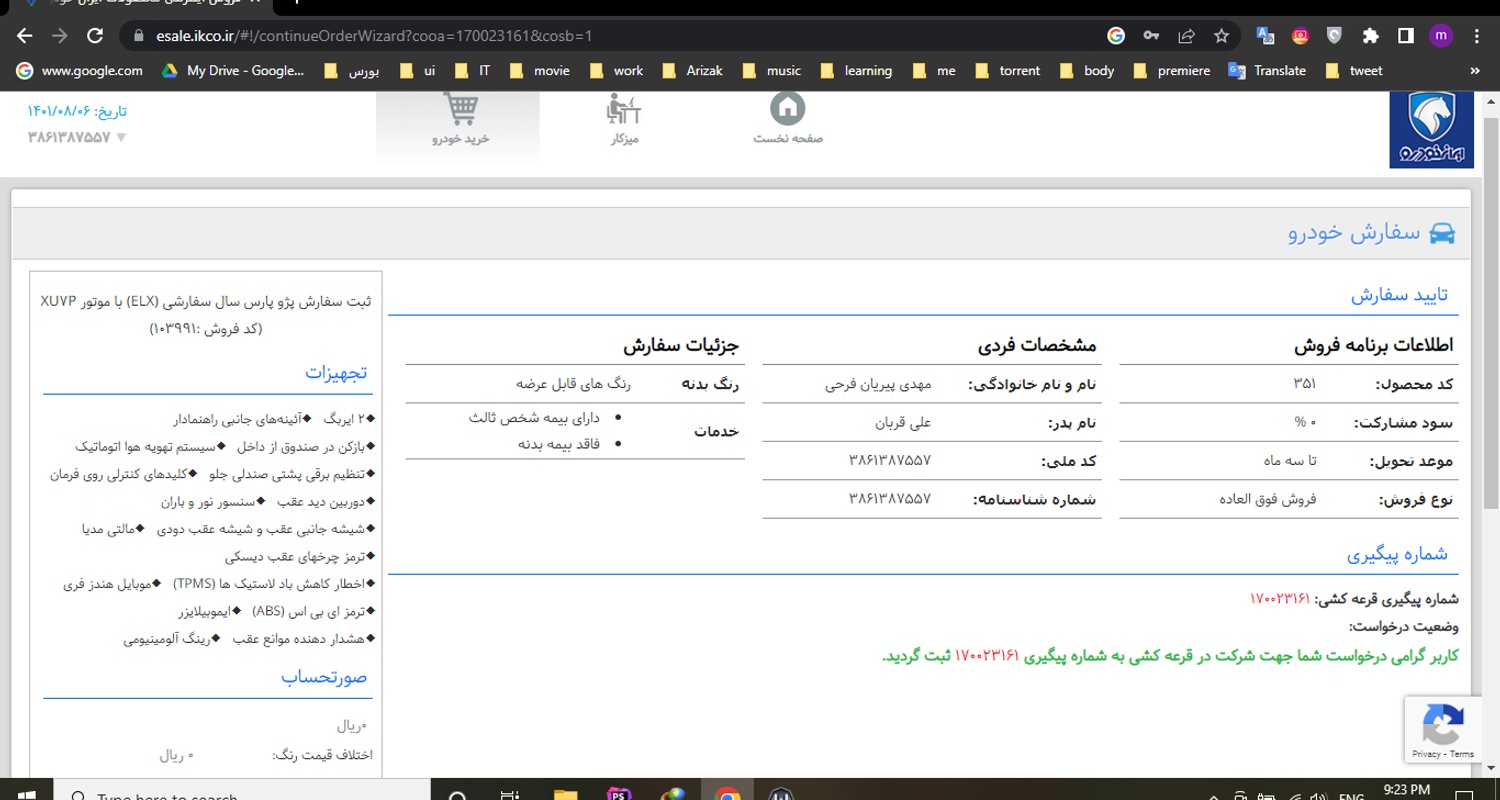 esale.ikco.ir/#!/continueOrderWizard?cooa=170023161&cosb=1
m
www.google.com
My Drive - Google...
بورس
ui
IT
movie
work
Arizak
music
learning
me
torrent
body
premiere
Translate
tweet
»
تاریخ: ۱۴۰۱/۰۸/۰۶
۳۸۶۱۳۸۷۵۵۷
خرید خودرو
میزکار
صفحه نخست
ایران خودرو
سفارش خودرو
ثبت سفارش پژو پارس سال سفارشی (ELX) با موتور XU۷P
(کد فروش :۱۰۳۹۹۱)
تجهیزات
۲ ایربگ آئینه‌های جانبی راهنمادار
بازکن در صندوق از داخل سیستم تهویه هوا اتوماتیک
تنظیم برقی پشتی صندلی جلو کلیدهای کنترلی روی فرمان
دوربین دید عقب سنسور نور و باران
شیشه جانبی عقب و شیشه عقب دودی مالتی مدیا
ترمز چرخهای عقب دیسکی
اخطار کاهش باد لاستیک ها (TPMS) موبایل هندز فری
ترمز ای بی اس (ABS) ایموبیلایزر
هشدار دهنده موانع عقب رینگ آلومینیومی
صورتحساب
۰ریال
اختلاف قیمت رنگ: ۰ ریال
تایید سفارش
اطلاعات برنامه فروش
کد محصول: ۳۵۱
سود مشارکت: ۰ %
موعد تحویل: تا سه ماه
نوع فروش: فروش فوق العاده
مشخصات فردی
نام و نام خانوادگی: مهدی پیریان فرحی
نام پدر: علی قربان
کد ملی: ۳۸۶۱۳۸۷۵۵۷
شماره شناسنامه: ۳۸۶۱۳۸۷۵۵۷
جزئیات سفارش
رنگ بدنه رنگ های قابل عرضه
خدمات
دارای بیمه شخص ثالث
فاقد بیمه بدنه
شماره پیگیری
شماره پیگیری قرعه کشی: ۱۷۰۰۲۳۱۶۱
وضعیت درخواست:
کاربر گرامی درخواست شما جهت شرکت در قرعه کشی به شماره پیگیری ۱۷۰۰۲۳۱۶۱ ثبت گردید.
Privacy - Terms
Type here to search
PS
ENG
9:23 PM